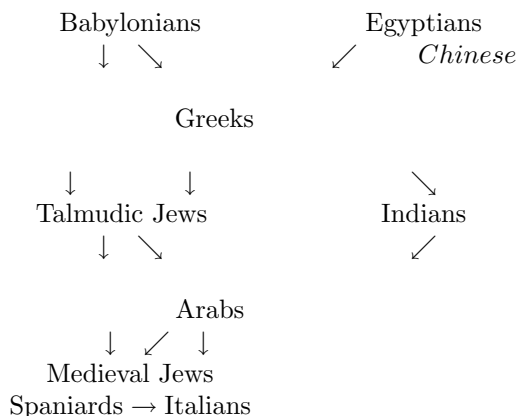 Babylonians Egyptians
↓ ↘ ↙ Chinese
Greeks
↓ ↓ ↘
Talmudic Jews Indians
↓ ↘ ↙
Arabs
↓ ↙ ↓
Medieval Jews
Spaniards → Italians